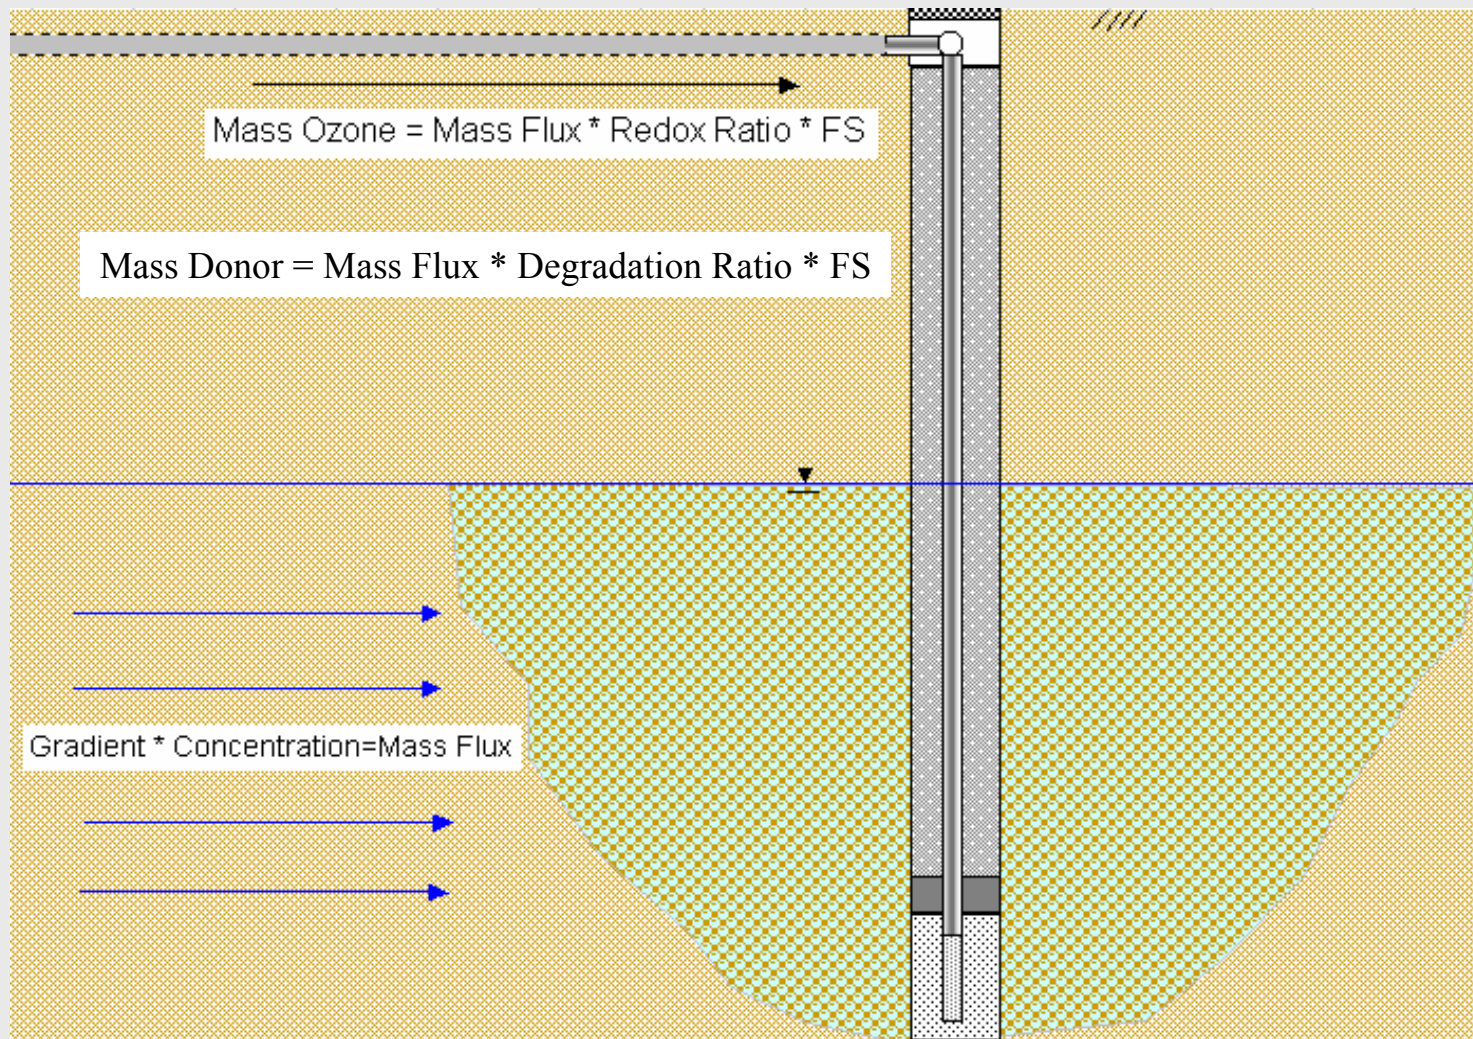 Mass Ozone = Mass Flux * Redox Ratio * FS
Mass Donor = Mass Flux * Degradation Ratio * FS
Gradient * Concentration=Mass Flux